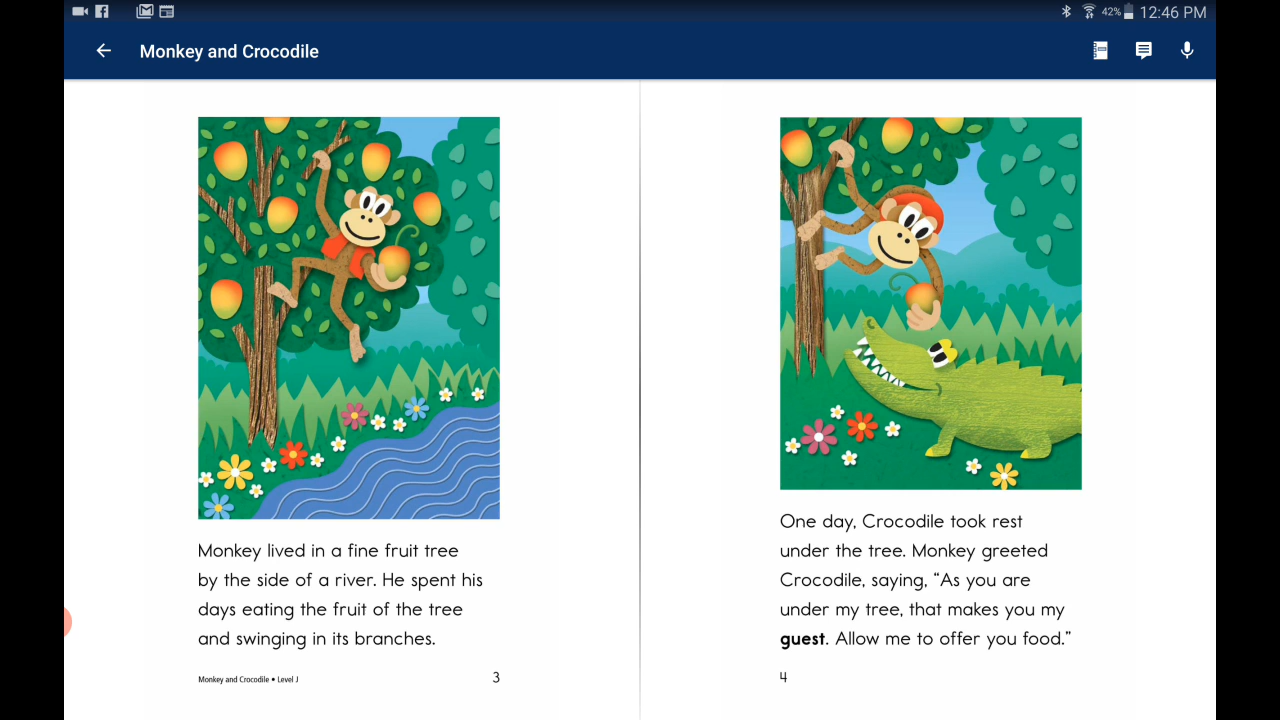 42% 12:46 PM
Monkey and Crocodile
Monkey lived in a fine fruit tree
by the side of a river. He spent his
days eating the fruit of the tree
and swinging in its branches.
Monkey and Crocodile • Level J
3
One day, Crocodile took rest
under the tree. Monkey greeted
Crocodile, saying, “As you are
under my tree, that makes you my
guest. Allow me to offer you food.”
4